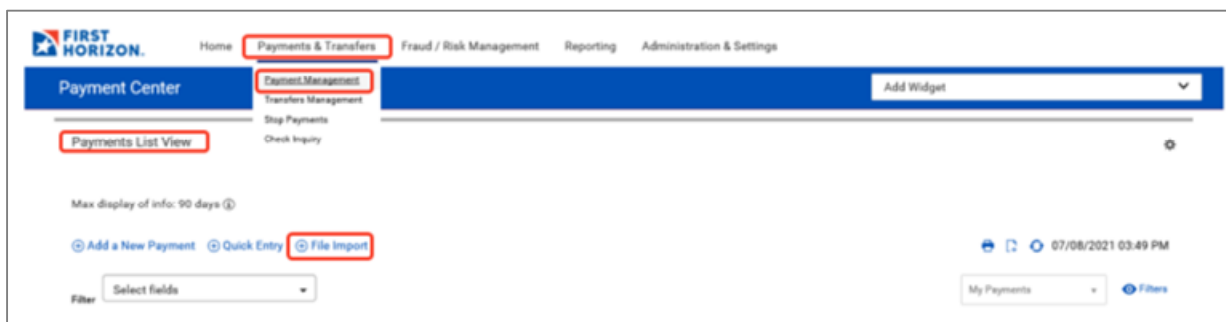 FIRST
HORIZON.
Home Payments & Transfers Fraud / Risk Management Reporting Administration & Settings
Payment Center
Payment Management
Transfers Management
Stop Payments
Check Inquiry
Add Widget
Payments List View
Max display of info: 90 days
Add a New Payment Quick Entry File Import
07/08/2021 03:49 PM
Filter Select fields
My Payments Filters